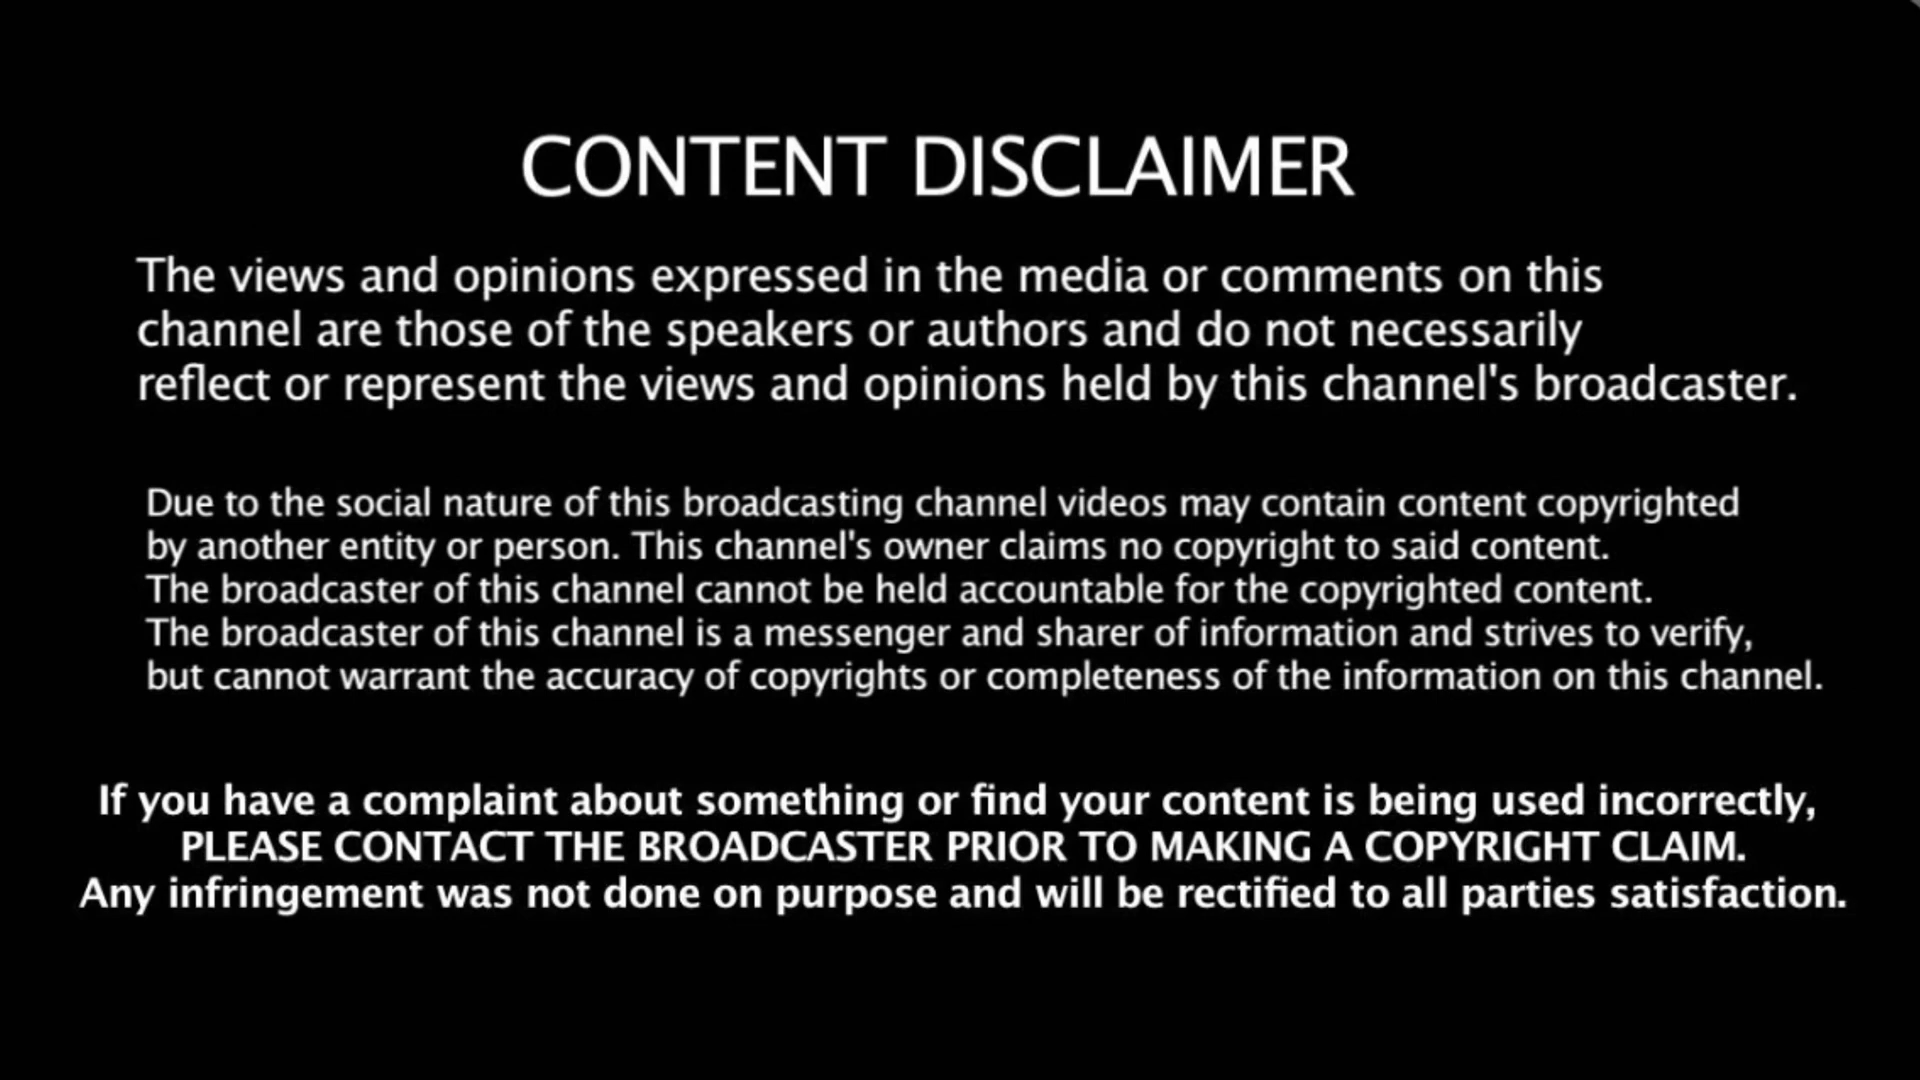 CONTENT DISCLAIMER
The views and opinions expressed in the media or comments on this
channel are those of the speakers or authors and do not necessarily
reflect or represent the views and opinions held by this channel's broadcaster.
Due to the social nature of this broadcasting channel videos may contain content copyrighted
by another entity or person. This channel's owner claims no copyright to said content.
The broadcaster of this channel cannot be held accountable for the copyrighted content.
The broadcaster of this channel is a messenger and sharer of information and strives to verify,
but cannot warrant the accuracy of copyrights or completeness of the information on this channel.
If you have a complaint about something or find your content is being used incorrectly,
PLEASE CONTACT THE BROADCASTER PRIOR TO MAKING A COPYRIGHT CLAIM.
Any infringement was not done on purpose and will be rectified to all parties satisfaction.